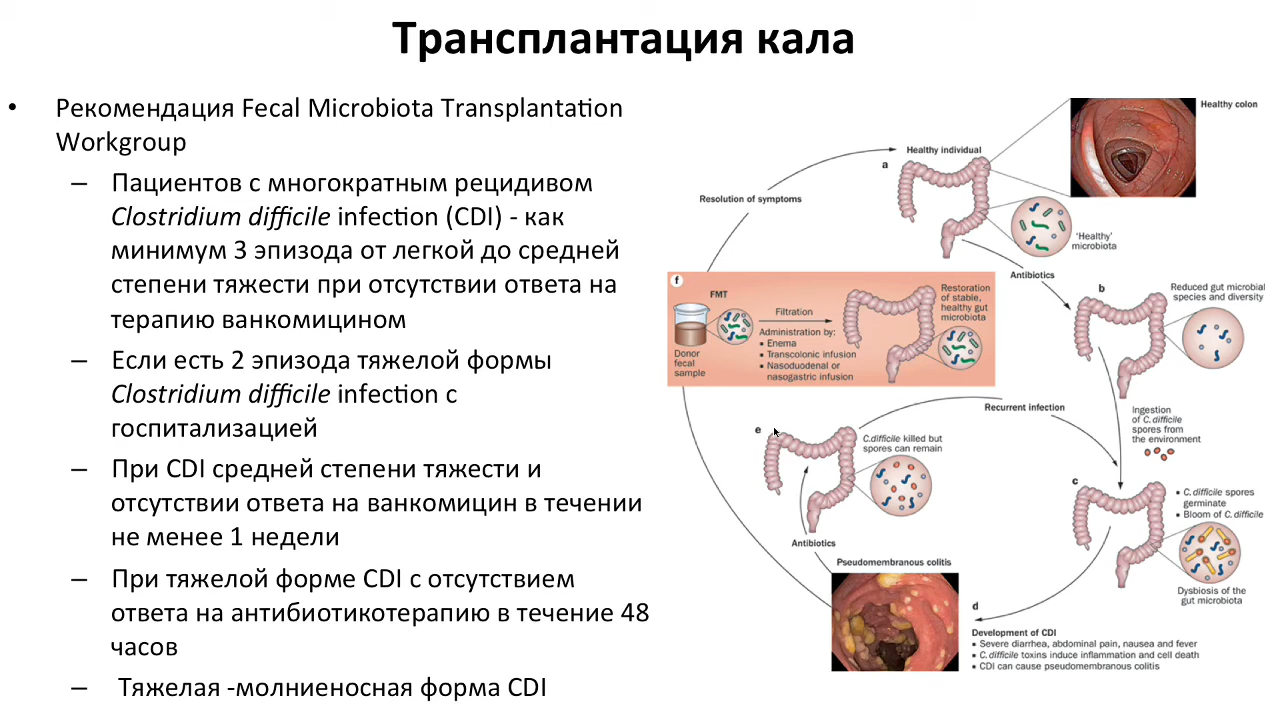 Трансплантация кала
• Рекомендация Fecal Microbiota Transplantation
Workgroup
– Пациентов с многократным рецидивом
Clostridium difficile infection (CDI) - как
минимум 3 эпизода от легкой до средней
степени тяжести при отсутствии ответа на
терапию ванкомицином
– Если есть 2 эпизода тяжелой формы
Clostridium difficile infection с
госпитализацией
– При CDI средней степени тяжести и
отсутствии ответа на ванкомицин в течении
не менее 1 недели
– При тяжелой форме CDI с отсутствием
ответа на антибиотикотерапию в течение 48
часов
– Тяжелая -молниеносная форма CDI
Healthy colon
Healthy individual
a
Resolution of symptoms
'Healthy'
microbiota
Antibiotics
b
Reduced gut microbial
species and diversity
f
FMT
Donor
fecal
sample
Filtration
Administration by:
▪ Enema
▪ Transcolonic infusion
▪ Nasoduodenal or
nasogastric infusion
Restoration
of stable,
healthy gut
microbiota
Recurrent infection
Ingestion
of C. difficile
spores from
the environment
e
C.difficile killed but
spores can remain
Antibiotics
c
▪ C. difficile spores
germinate
▪ Bloom of C. difficile
Dysbiosis of the
gut microbiota
Pseudomembranous colitis
d
Development of CDI
▪ Severe diarrhea, abdominal pain, nausea and fever
▪ C. difficile toxins induce inflammation and cell death
▪ CDI can cause pseudomembranous colitis